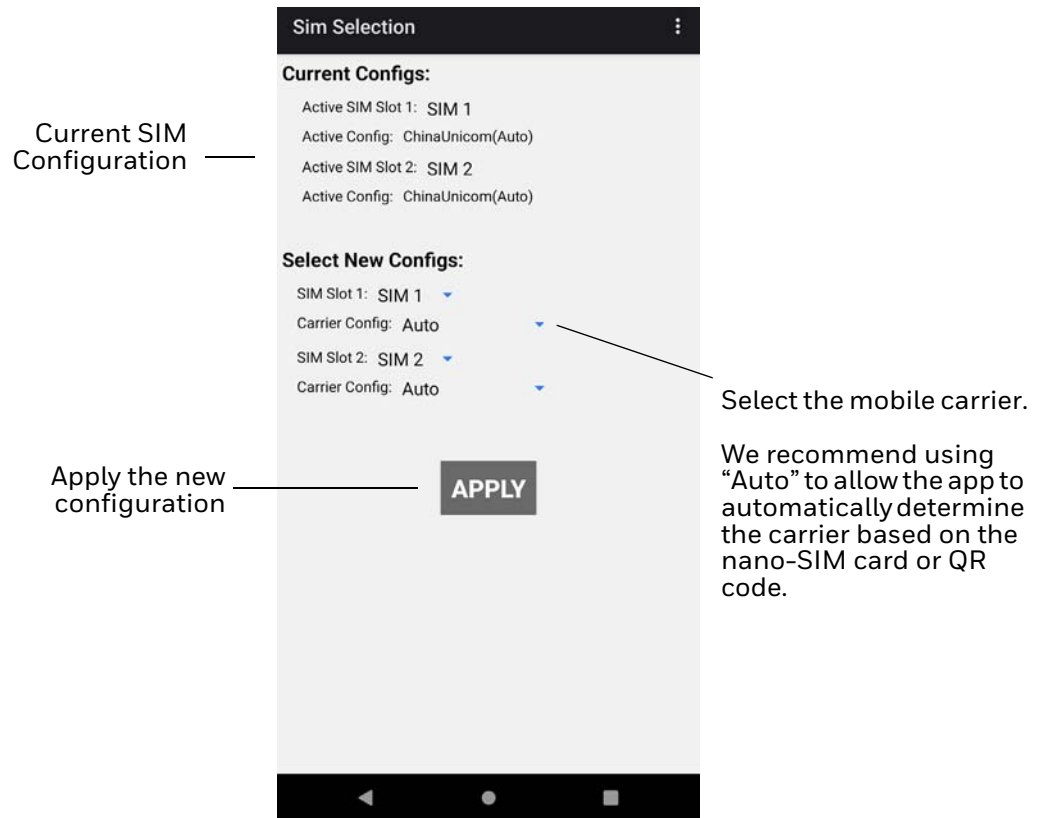 Sim Selection
Current Configs:
Active SIM Slot 1: SIM 1
Active Config: ChinaUnicom(Auto)
Active SIM Slot 2: SIM 2
Active Config: ChinaUnicom(Auto)
Current SIM
Configuration
Select New Configs:
SIM Slot 1: SIM 1
Carrier Config: Auto
SIM Slot 2: SIM 2
Carrier Config: Auto
Select the mobile carrier.
We recommend using
“Auto” to allow the app to
automatically determine
the carrier based on the
nano-SIM card or QR
code.
Apply the new
configuration
APPLY